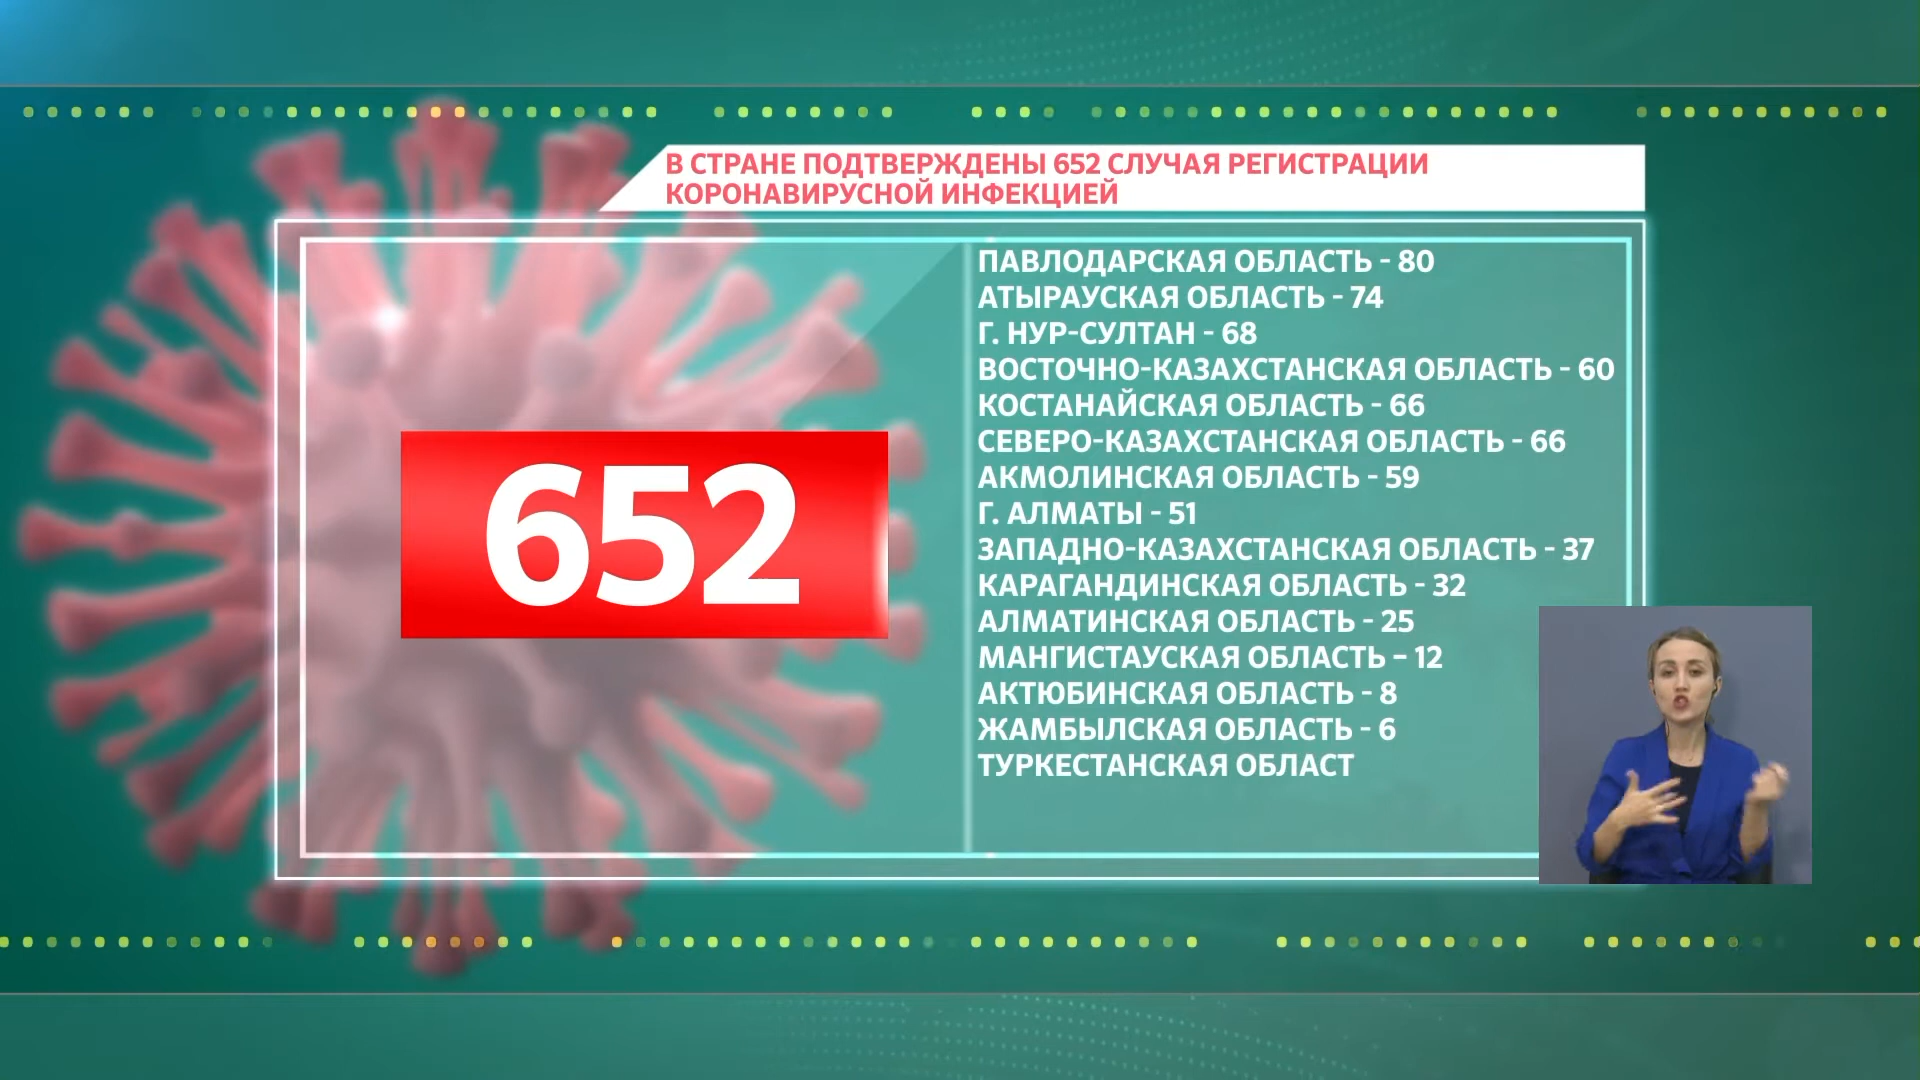 В СТРАНЕ ПОДТВЕРЖДЕНЫ 652 СЛУЧАЯ РЕГИСТРАЦИИ
КОРОНАВИРУСНОЙ ИНФЕКЦИЕЙ
652
ПАВЛОДАРСКАЯ ОБЛАСТЬ - 80
АТЫРАУСКАЯ ОБЛАСТЬ - 74
Г. НУР-СУЛТАН - 68
ВОСТОЧНО-КАЗАХСТАНСКАЯ ОБЛАСТЬ - 60
КОСТАНАЙСКАЯ ОБЛАСТЬ - 66
СЕВЕРО-КАЗАХСТАНСКАЯ ОБЛАСТЬ - 66
АКМОЛИНСКАЯ ОБЛАСТЬ - 59
Г. АЛМАТЫ - 51
ЗАПАДНО-КАЗАХСТАНСКАЯ ОБЛАСТЬ - 37
КАРАГАНДИНСКАЯ ОБЛАСТЬ - 32
АЛМАТИНСКАЯ ОБЛАСТЬ - 25
МАНГИСТАУСКАЯ ОБЛАСТЬ – 12
АКТЮБИНСКАЯ ОБЛАСТЬ - 8
ЖАМБЫЛСКАЯ ОБЛАСТЬ - 6
ТУРКЕСТАНСКАЯ ОБЛАСТ